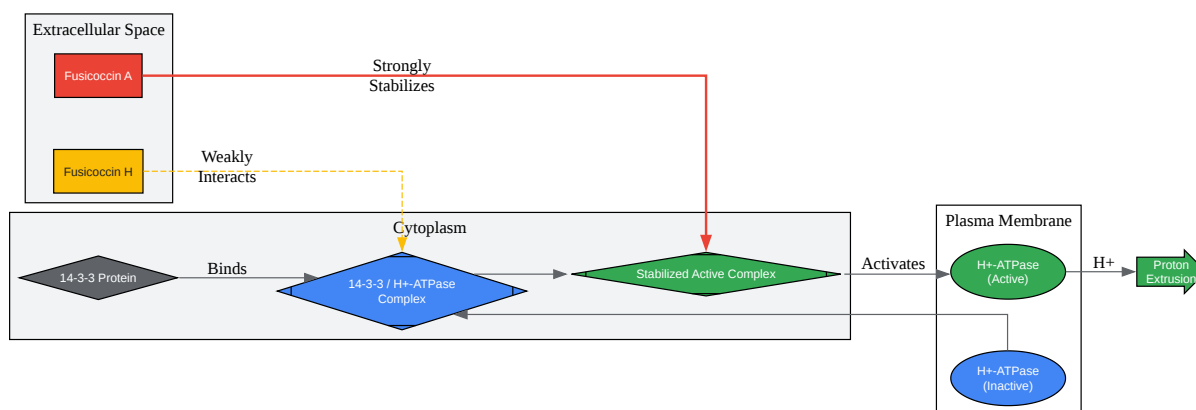 Extracellular Space
Fusicoccin A
Strongly
Stabilizes
Fusicoccin H
Weakly
Interacts
Cytoplasm
Plasma Membrane
14-3-3 Protein
Binds
14-3-3 / H+-ATPase
Complex
Stabilized Active Complex
Activates
H+-ATPase
(Active)
H+
Proton
Extrusion
H+-ATPase
(Inactive)